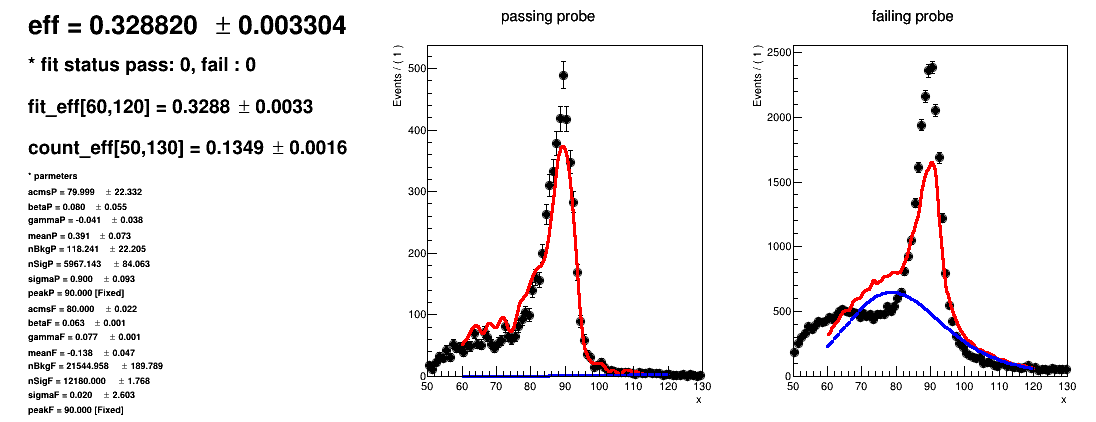 eff = 0.328820 ± 0.003304
* fit status pass: 0, fail : 0
fit_eff[60,120] = 0.3288 ± 0.0033
count_eff[50,130] = 0.1349 ± 0.0016
* parmeters
acmsP = 79.999 ± 22.332
betaP = 0.080 ± 0.055
gammaP = -0.041 ± 0.038
meanP = 0.391 ± 0.073
nBkgP = 118.241 ± 22.205
nSigP = 5967.143 ± 84.063
sigmaP = 0.900 ± 0.093
peakP = 90.000 [Fixed]
acmsF = 80.000 ± 0.022
betaF = 0.063 ± 0.001
gammaF = 0.077 ± 0.001
meanF = -0.138 ± 0.047
nBkgF = 21544.958 ± 189.789
nSigF = 12180.000 ± 1.768
sigmaF = 0.020 ± 2.603
peakF = 90.000 [Fixed]
passing probe
Events / ( 1 )
500
400
300
200
100
0
50 60 70 80 90 100 110 120 130
x
failing probe
Events / ( 1 )
2500
2000
1500
1000
500
0
50 60 70 80 90 100 110 120 130
x